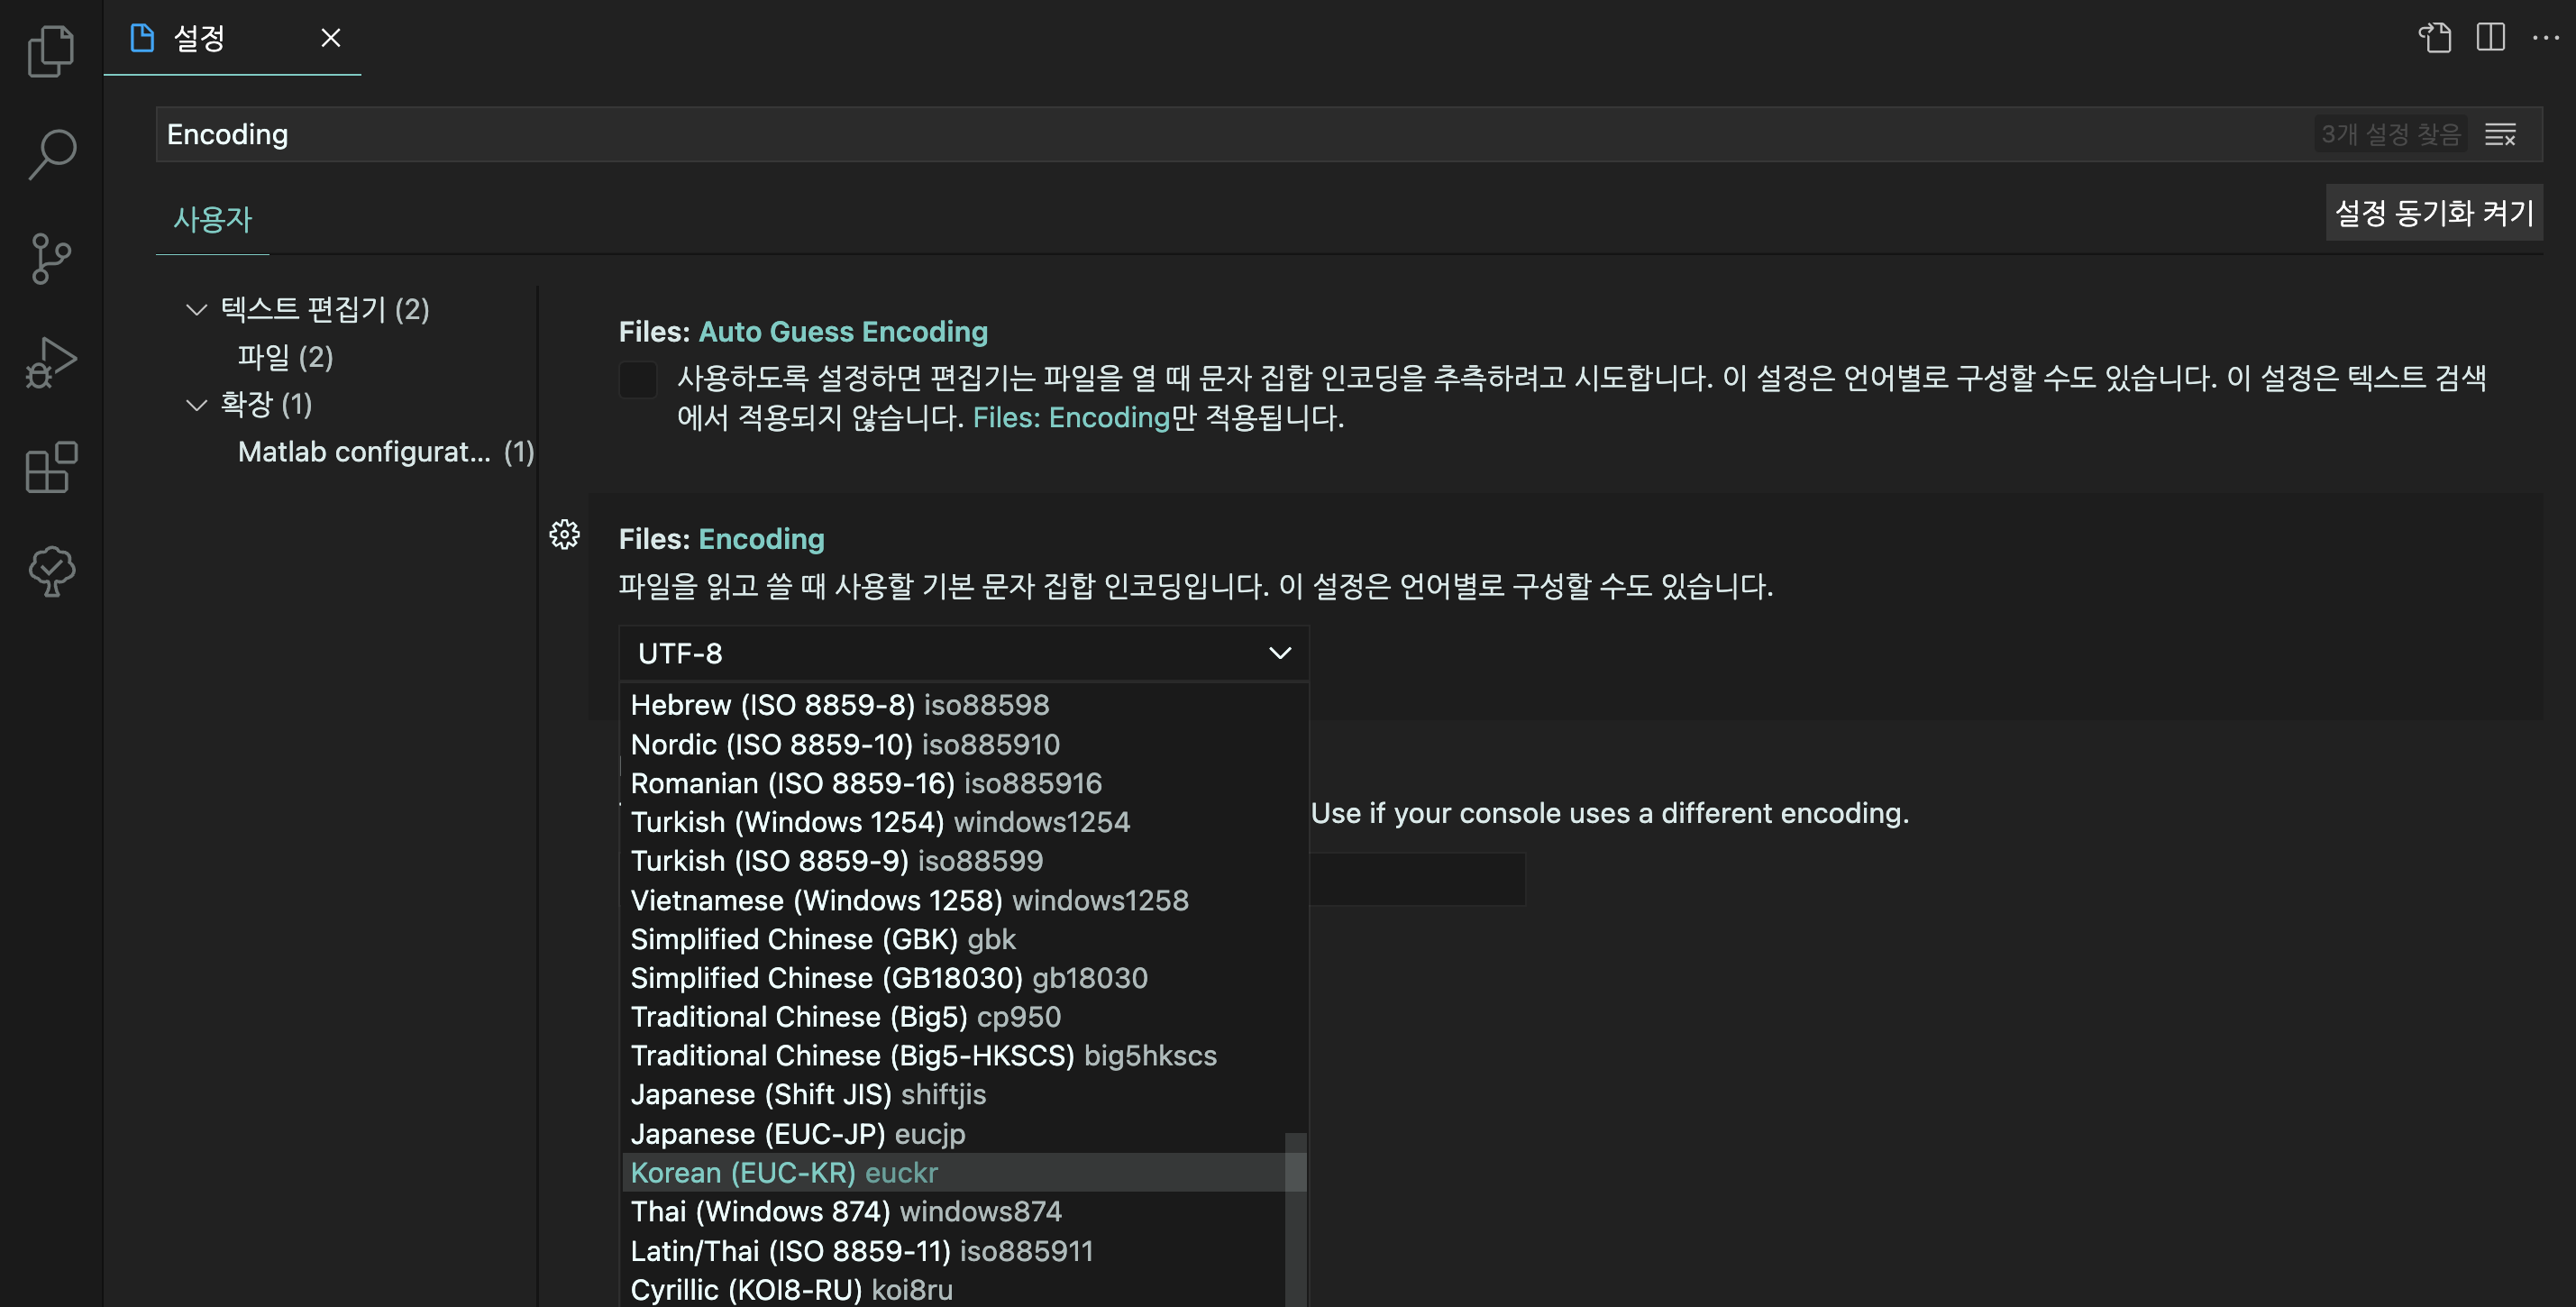 설정
Encoding
3개 설정 찾음
사용자
설정 동기화 켜기
텍스트 편집기 (2)
파일 (2)
확장 (1)
Matlab configurat... (1)
Files: Auto Guess Encoding
사용하도록 설정하면 편집기는 파일을 열 때 문자 집합 인코딩을 추측하려고 시도합니다. 이 설정은 언어별로 구성할 수도 있습니다. 이 설정은 텍스트 검색
에서 적용되지 않습니다. Files: Encoding만 적용됩니다.
Files: Encoding
파일을 읽고 쓸 때 사용할 기본 문자 집합 인코딩입니다. 이 설정은 언어별로 구성할 수도 있습니다.
UTF-8
Hebrew (ISO 8859-8) iso88598
Nordic (ISO 8859-10) iso885910
Romanian (ISO 8859-16) iso885916
Use if your console uses a different encoding.
Turkish (Windows 1254) windows1254
Turkish (ISO 8859-9) iso88599
Vietnamese (Windows 1258) windows1258
Simplified Chinese (GBK) gbk
Simplified Chinese (GB18030) gb18030
Traditional Chinese (Big5) cp950
Traditional Chinese (Big5-HKSCS) big5hkscs
Japanese (Shift JIS) shiftjis
Japanese (EUC-JP) eucjp
Korean (EUC-KR) euckr
Thai (Windows 874) windows874
Latin/Thai (ISO 8859-11) iso885911
Cyrillic (KOI8-RU) koi8ru